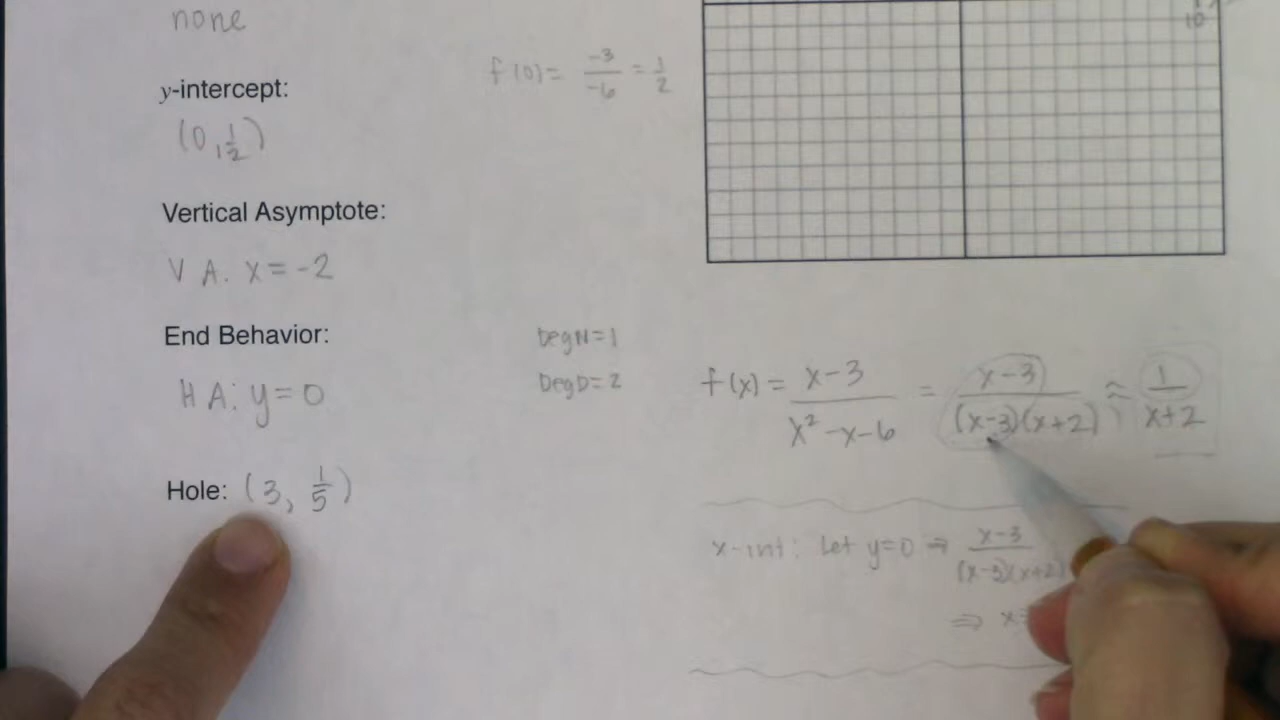 none
10
y-intercept:
f(0) = -3/-6 = 1/2
(0, 1/2)
Vertical Asymptote:
V A. x = -2
End Behavior:
DegN = 1
H A: y = 0
DegD = 2
f(x) = x-3/x²-x-6 = x-3/(x-3)(x+2) ≈ 1/x+2
Hole: (3, 1/5)
x-int: Let y=0 ⇒ x-3/(x-3)(x+2)
⇒ x